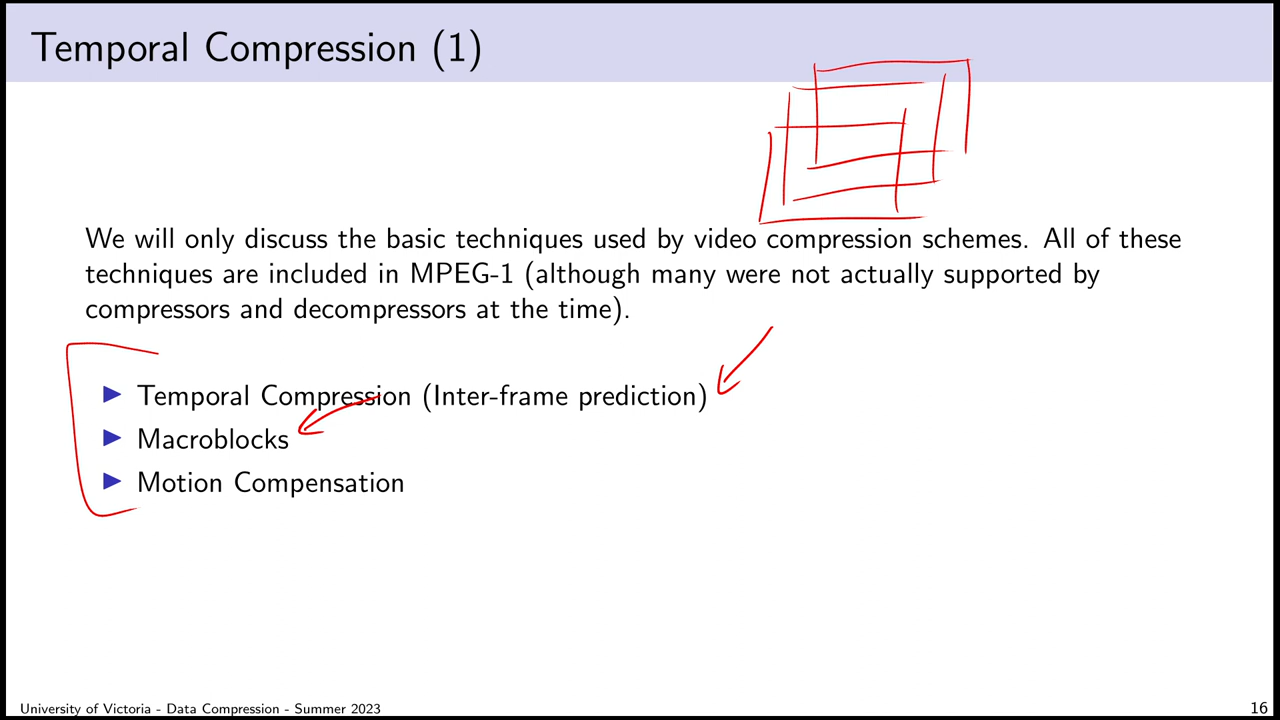 Temporal Compression (1)
We will only discuss the basic techniques used by video compression schemes. All of these
techniques are included in MPEG-1 (although many were not actually supported by
compressors and decompressors at the time).
Temporal Compression (Inter-frame prediction)
Macroblocks
Motion Compensation
University of Victoria - Data Compression - Summer 2023
16